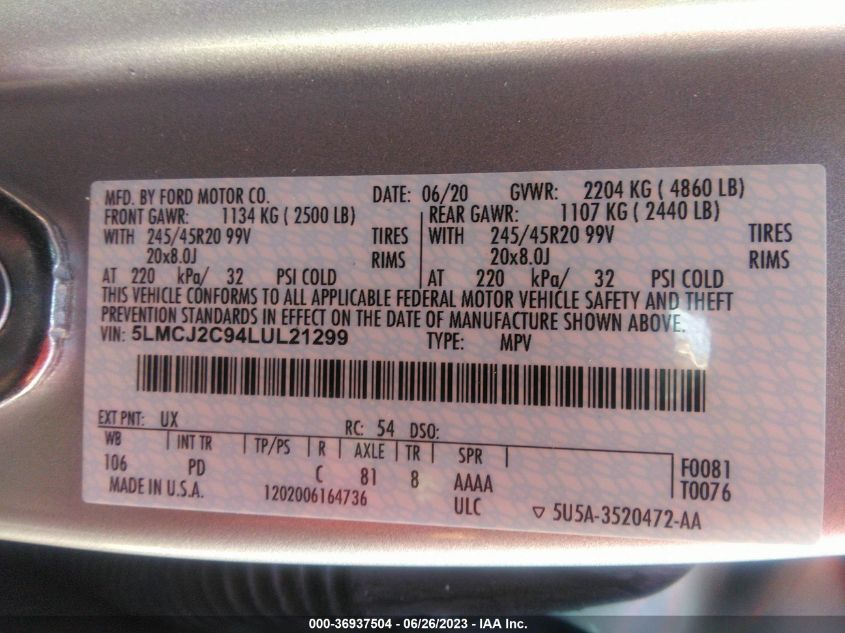 MFD. BY FORD MOTOR CO. DATE: 06/20 GVWR: 2204 KG ( 4860 LB)
FRONT GAWR: 1134 KG ( 2500 LB) REAR GAWR: 1107 KG ( 2440 LB)
WITH 245/45R20 99V TIRES WITH 245/45R20 99V TIRES
20x8.0J RIMS 20x8.0J RIMS
AT 220 kPa/ 32 PSI COLD AT 220 kPa/ 32 PSI COLD
THIS VEHICLE CONFORMS TO ALL APPLICABLE FEDERAL MOTOR VEHICLE SAFETY AND THEFT
PREVENTION STANDARDS IN EFFECT ON THE DATE OF MANUFACTURE SHOWN ABOVE.
VIN: 5LMCJ2C94LUL21299 TYPE: MPV
EXT PNT: UX RC: 54 DSO:
WB INT TR TP/PS R AXLE TR SPR
106 PD C 81 8 AAAA F0081
MADE IN U.S.A. 1202006164736 ULC T0076
▽ 5U5A-3520472-AA
000-36937504 - 06/26/2023 - IAA Inc.